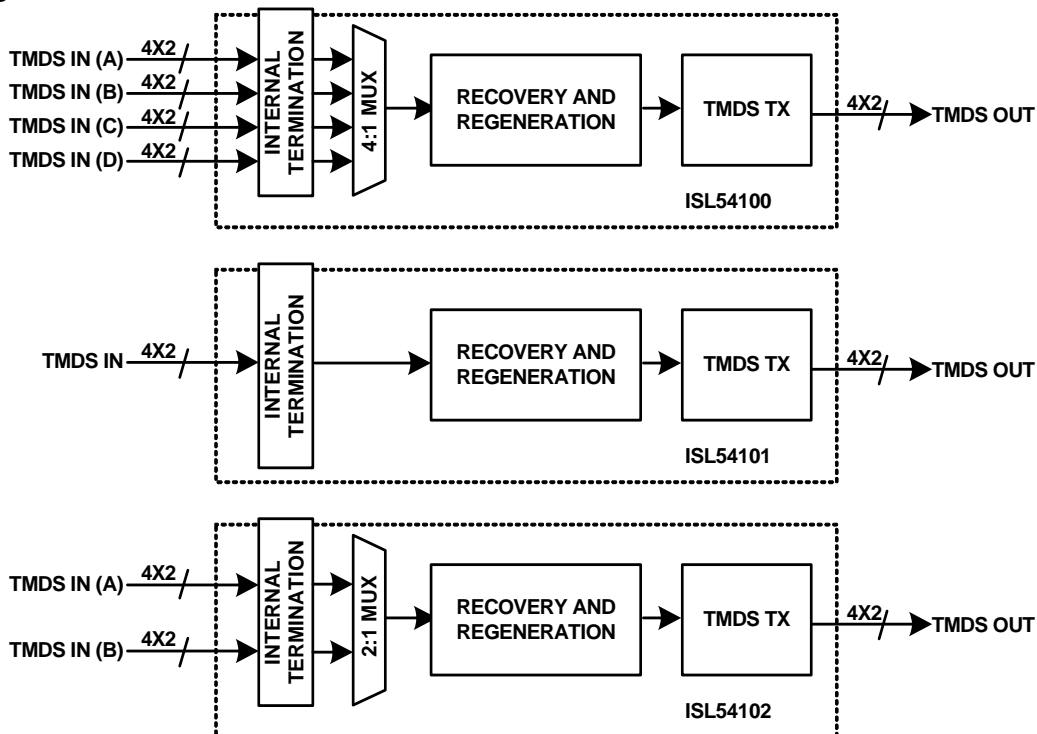 TMDS IN (A) 4X2
TMDS IN (B) 4X2
TMDS IN (C) 4X2
TMDS IN (D) 4X2
INTERNAL
TERMINATION
4:1 MUX
RECOVERY AND
REGENERATION
TMDS TX
4X2 TMDS OUT
ISL54100
TMDS IN 4X2
INTERNAL
TERMINATION
RECOVERY AND
REGENERATION
TMDS TX
4X2 TMDS OUT
ISL54101
TMDS IN (A) 4X2
TMDS IN (B) 4X2
INTERNAL
TERMINATION
2:1 MUX
RECOVERY AND
REGENERATION
TMDS TX
4X2 TMDS OUT
ISL54102